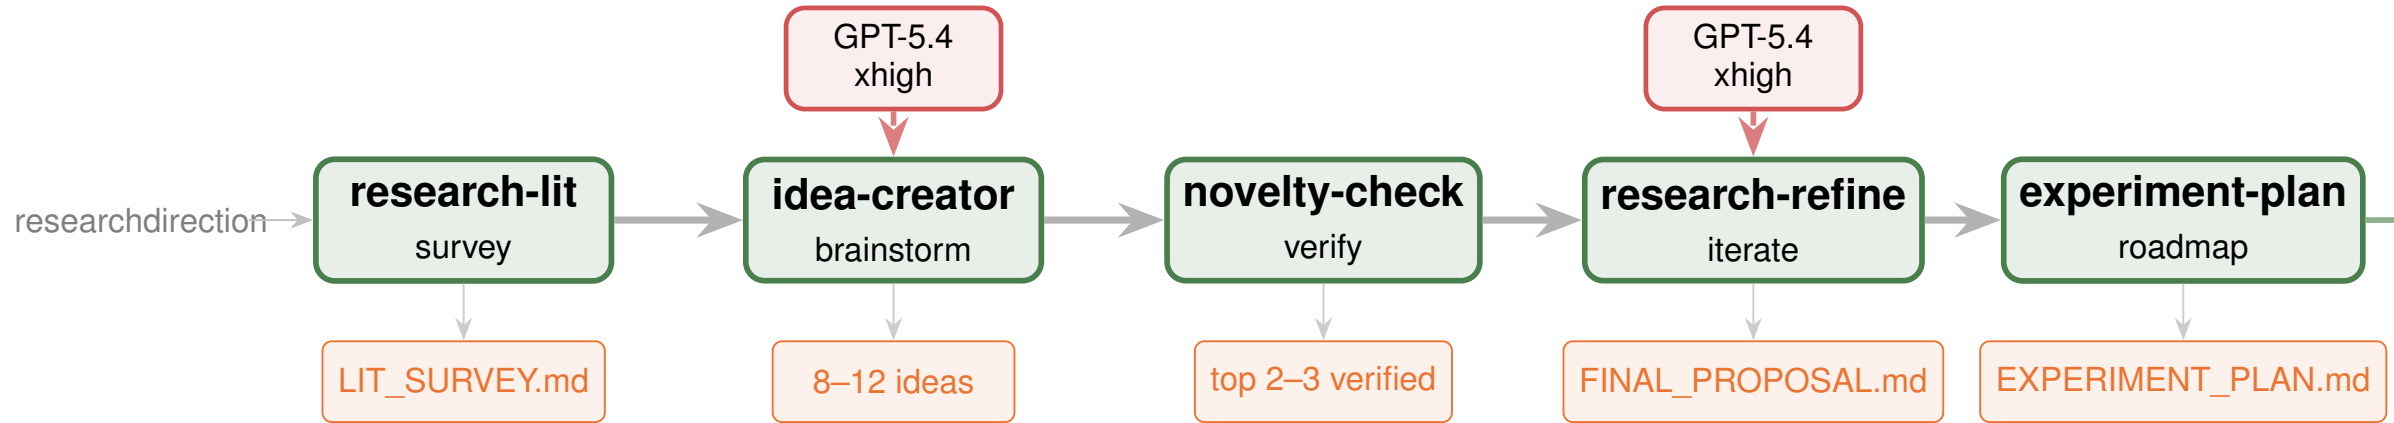 GPT-5.4
xhigh
GPT-5.4
xhigh
researchdirection
research-lit
survey
idea-creator
brainstorm
novelty-check
verify
research-refine
iterate
experiment-plan
roadmap
LIT_SURVEY.md
8–12 ideas
top 2–3 verified
FINAL_PROPOSAL.md
EXPERIMENT_PLAN.md